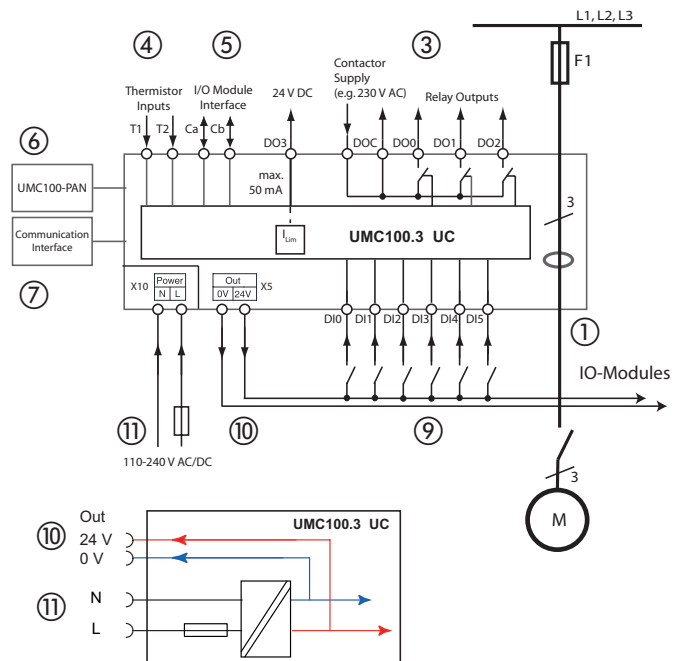 L1, L2, L3
F1
④
⑤
③
Thermistor
Inputs
I/O Module
Interface
24 V DC
Contactor
Supply
(e.g. 230 V AC)
Relay Outputs
T1 T2 Ca Cb DO3 DOC DO0 DO1 DO2
⑥
UMC100-PAN
max.
50 mA
3
Communication
Interface
ILim
UMC100.3 UC
⑦
X10 Power N L
Out 0V 24V X5
DI0 DI1 DI2 DI3 DI4 DI5
①
IO-Modules
⑪
⑩
⑨
110-240 V AC/DC
3
M
Out
UMC100.3 UC
⑩ 24 V
0 V
⑪ N
L